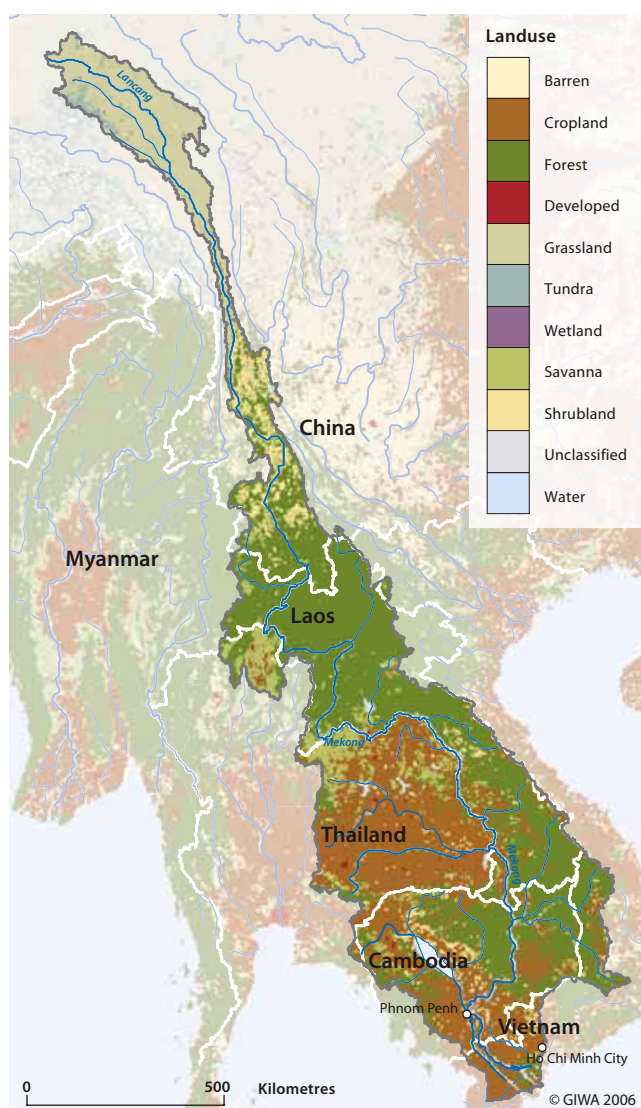 Landuse
Barren
Cropland
Forest
Developed
Grassland
Tundra
Wetland
Savanna
Shrubland
Unclassified
Water
Lancang
China
Myanmar
Laos
Mekong
Thailand
Mekong
Cambodia
Phnom Penh
Vietnam
Ho Chi Minh City
0
500
Kilometres
© GIWA 2006